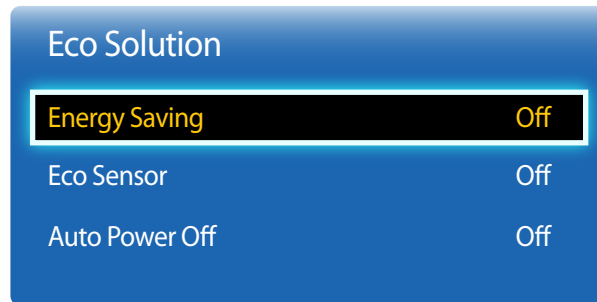 Eco Solution
Energy Saving Off
Eco Sensor Off
Auto Power Off Off